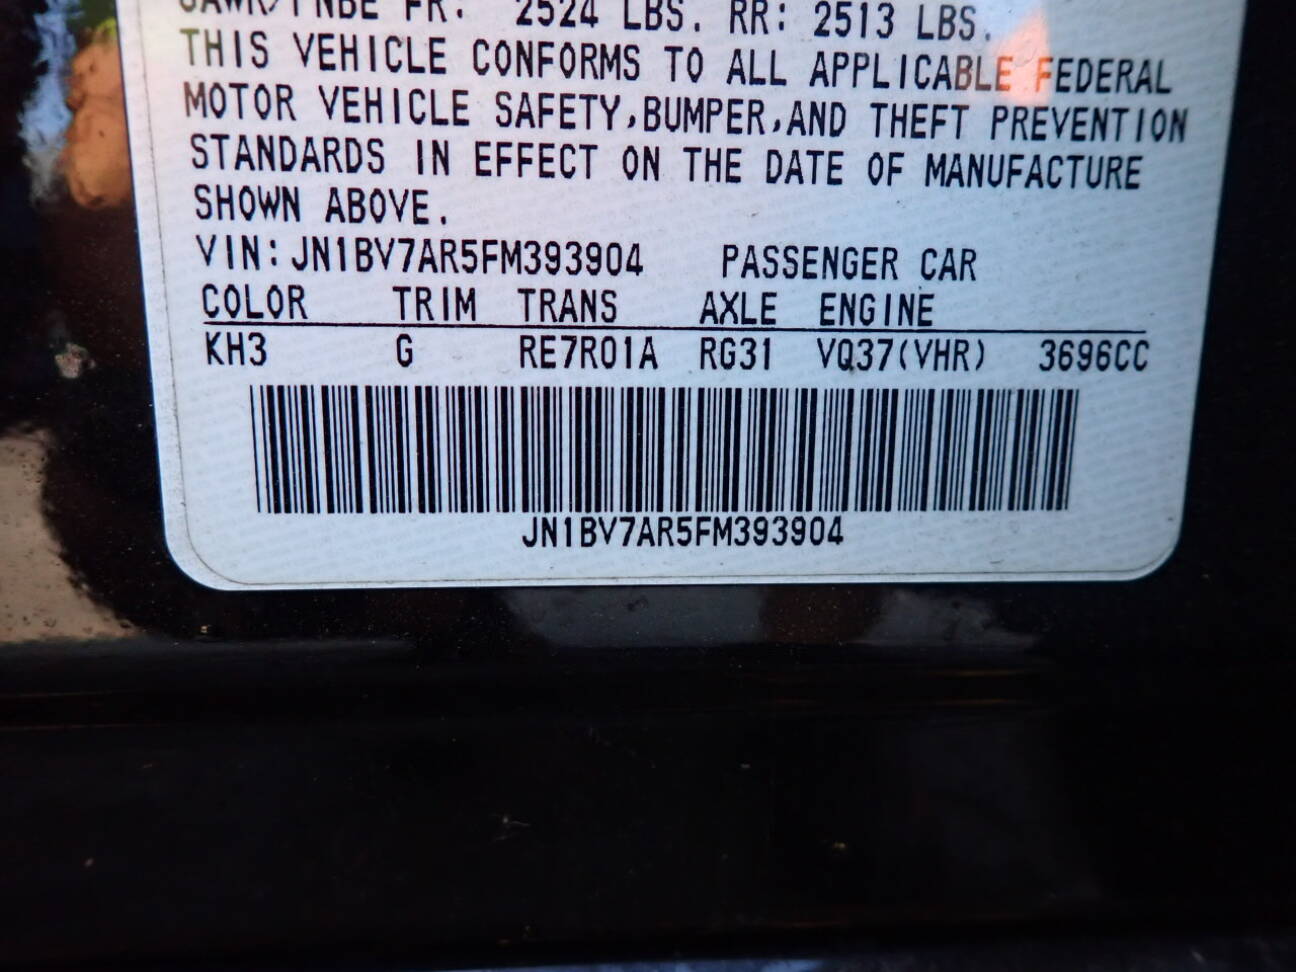 GAWR/PNBE FR: 2524 LBS. RR: 2513 LBS.
THIS VEHICLE CONFORMS TO ALL APPLICABLE FEDERAL
MOTOR VEHICLE SAFETY,BUMPER,AND THEFT PREVENTION
STANDARDS IN EFFECT ON THE DATE OF MANUFACTURE
SHOWN ABOVE.
VIN:JN1BV7AR5FM393904 PASSENGER CAR
COLOR TRIM TRANS AXLE ENGINE
KH3 G RE7R01A RG31 VQ37(VHR) 3696CC
JN1BV7AR5FM393904